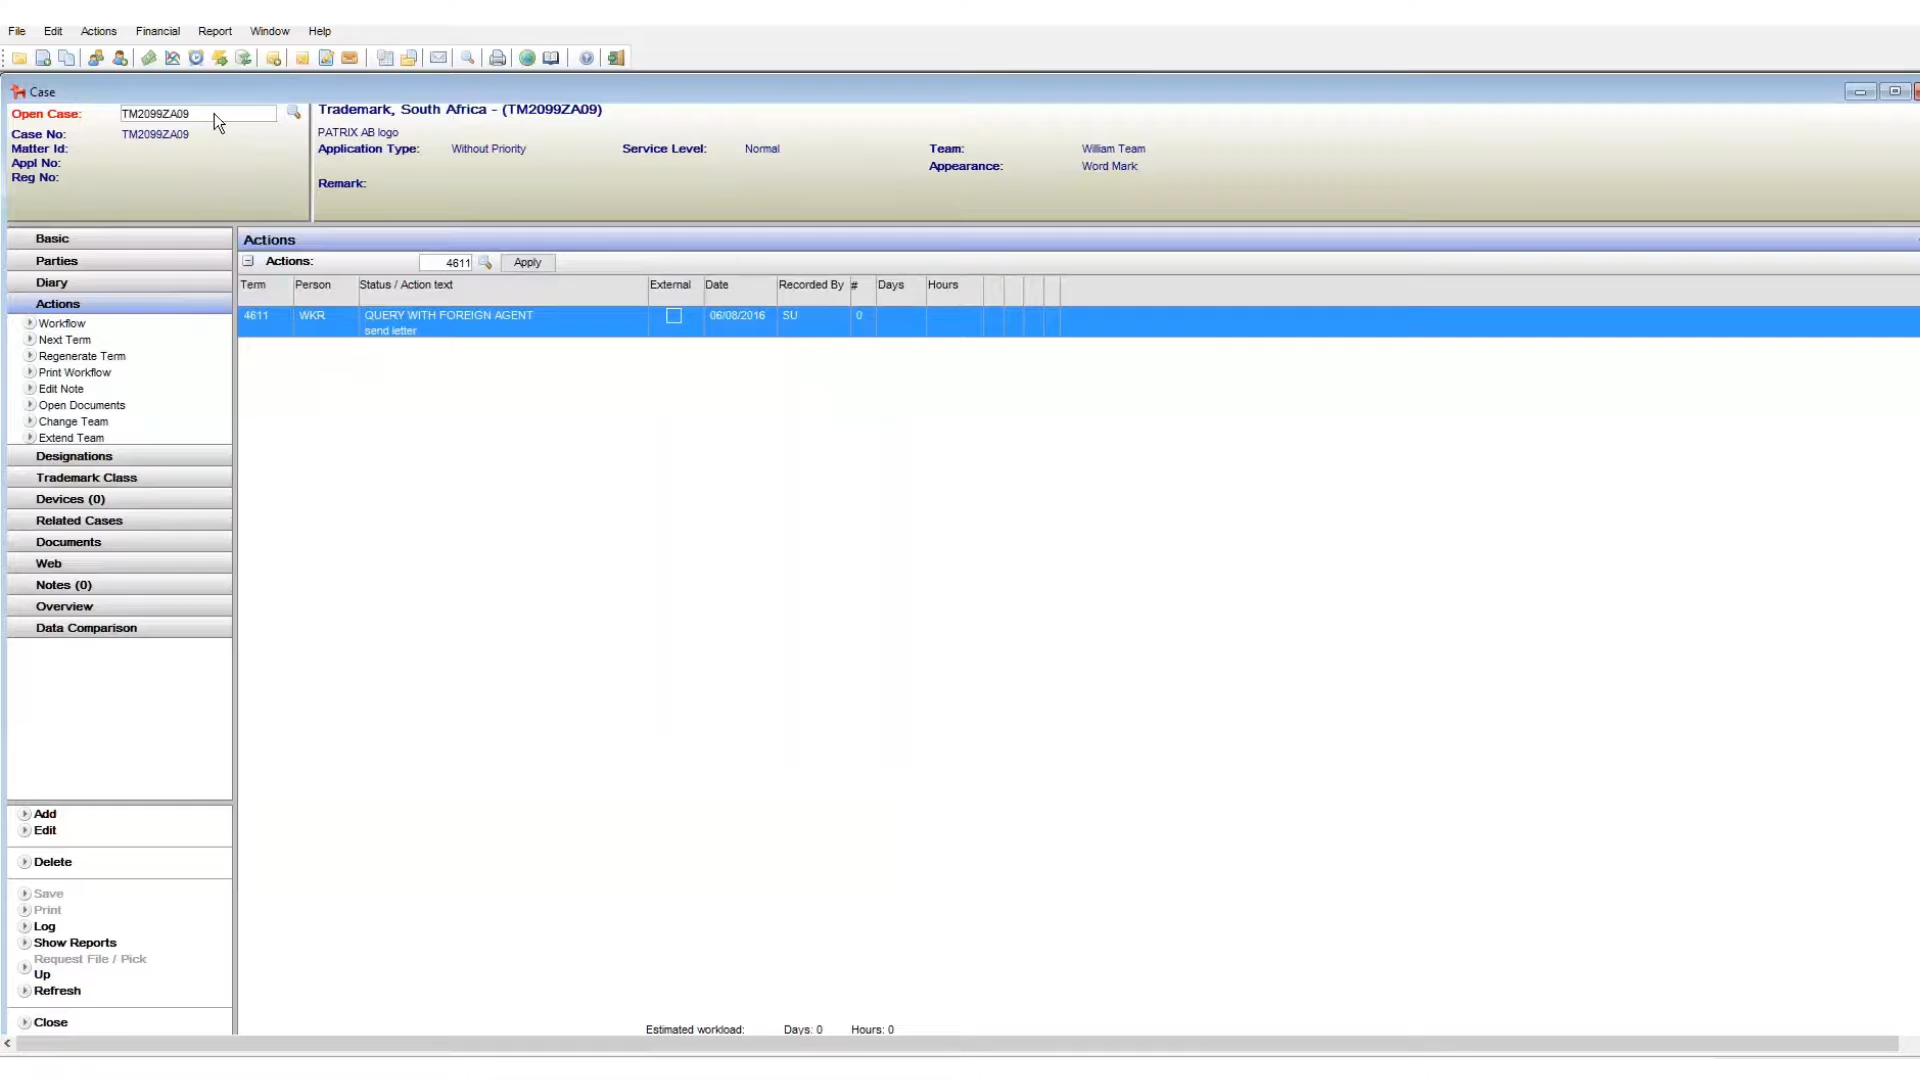 File Edit Actions Financial Report Window Help
Case
Open Case: TM2099ZA09
Case No: TM2099ZA09
Matter Id:
Appl No:
Reg No:
Trademark, South Africa - (TM2099ZA09)
PATRIX AB logo
Application Type: Without Priority Service Level: Normal Team: William Team
Appearance: Word Mark
Remark:
Basic
Parties
Diary
Actions
Workflow
Next Term
Regenerate Term
Print Workflow
Edit Note
Open Documents
Change Team
Extend Team
Designations
Trademark Class
Devices (0)
Related Cases
Documents
Web
Notes (0)
Overview
Data Comparison
Add
Edit
Delete
Save
Print
Log
Show Reports
Request File / Pick
Up
Refresh
Close
Actions
Actions: 4611 Apply
Term Person Status / Action text External Date Recorded By # Days Hours
4611 WKR QUERY WITH FOREIGN AGENT 06/08/2016 SU 0
send letter
Estimated workload: Days: 0 Hours: 0